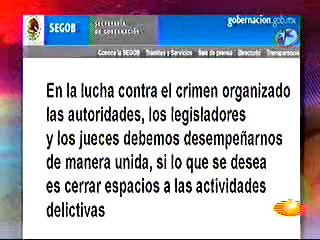 SEGOB
SECRETARÍA
DE GOBERNACIÓN
gobernacion.gob.mx
Conoce la SEGOB Trámites y Servicios Sala de prensa Directorio Transparencia
En la lucha contra el crimen organizado
las autoridades, los legisladores
y los jueces debemos desempeñarnos
de manera unida, si lo que se desea
es cerrar espacios a las actividades
delictivas